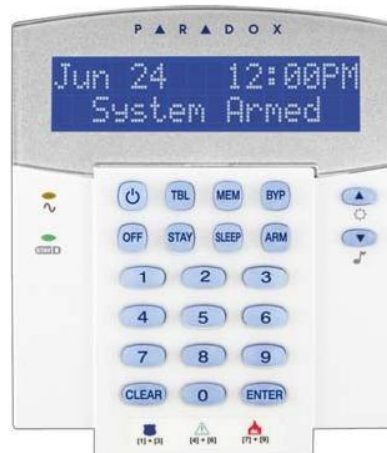 PARADOX
Jun 24 12:00PM
System Armed
TBL MEM BYP
OFF STAY SLEEP ARM
1 2 3
4 5 6
7 8 9
CLEAR 0 ENTER
[1] + [3] [4] + [6] [7] + [9]